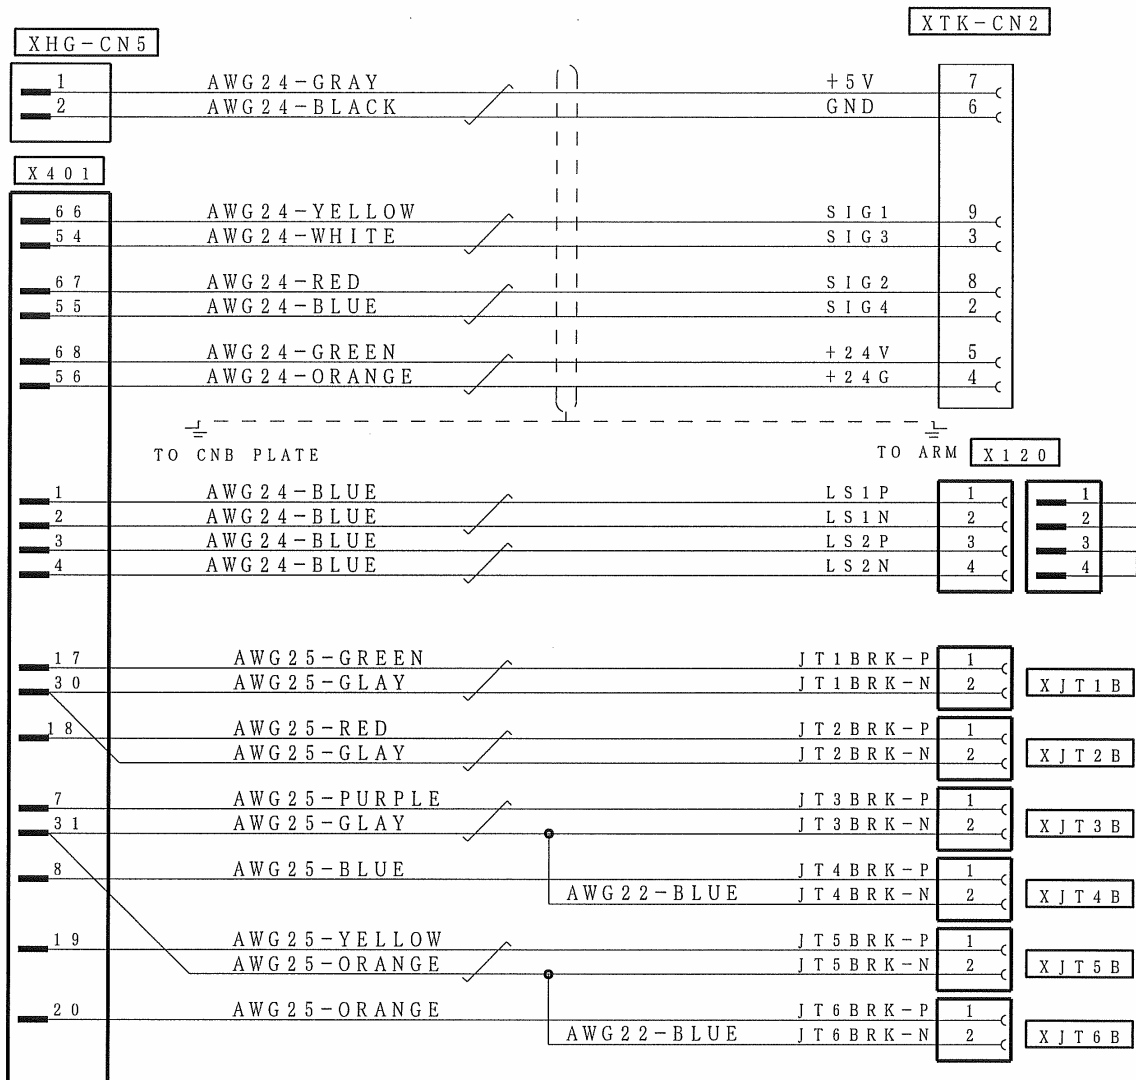 XTK-CN2
XHG-CN5
1 AWG24-GRAY +5V 7
2 AWG24-BLACK GND 6
X401
66 AWG24-YELLOW SIG1 9
54 AWG24-WHITE SIG3 3
67 AWG24-RED SIG2 8
55 AWG24-BLUE SIG4 2
68 AWG24-GREEN +24V 5
56 AWG24-ORANGE +24G 4
TO CNB PLATE TO ARM X120
1 AWG24-BLUE LS1P 1 1
2 AWG24-BLUE LS1N 2 2
3 AWG24-BLUE LS2P 3 3
4 AWG24-BLUE LS2N 4 4
17 AWG25-GREEN JT1BRK-P 1
30 AWG25-GLAY JT1BRK-N 2 XJT1B
18 AWG25-RED JT2BRK-P 1
AWG25-GLAY JT2BRK-N 2 XJT2B
7 AWG25-PURPLE JT3BRK-P 1
31 AWG25-GLAY JT3BRK-N 2 XJT3B
8 AWG25-BLUE JT4BRK-P 1
AWG22-BLUE JT4BRK-N 2 XJT4B
19 AWG25-YELLOW JT5BRK-P 1
AWG25-ORANGE JT5BRK-N 2 XJT5B
20 AWG25-ORANGE JT6BRK-P 1
AWG22-BLUE JT6BRK-N 2 XJT6B